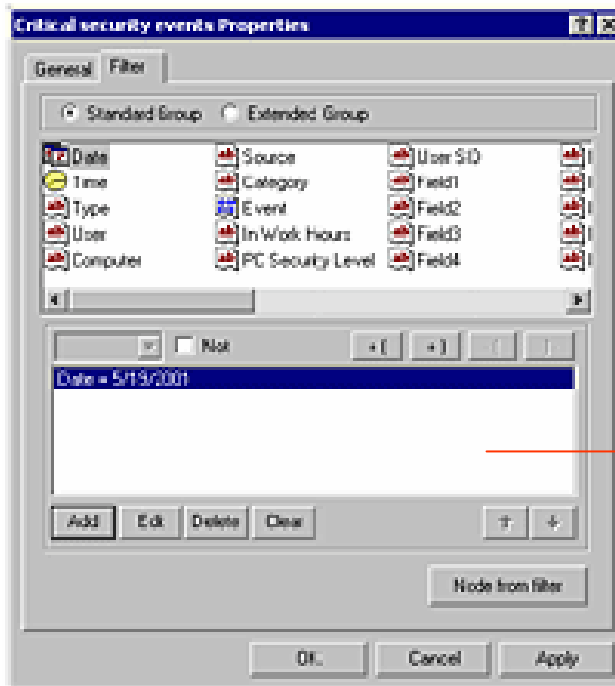 Critical security events Properties
General Filter
Standard Group Extended Group
Date Source User SID
Time Category Field1
Type Event Field2
User In Work Hours Field3
Computer PC Security Level Field4
Not +( +) -( )-
Date = 5/19/2001
Add Edit Delete Clear
Node from filter
OK Cancel Apply